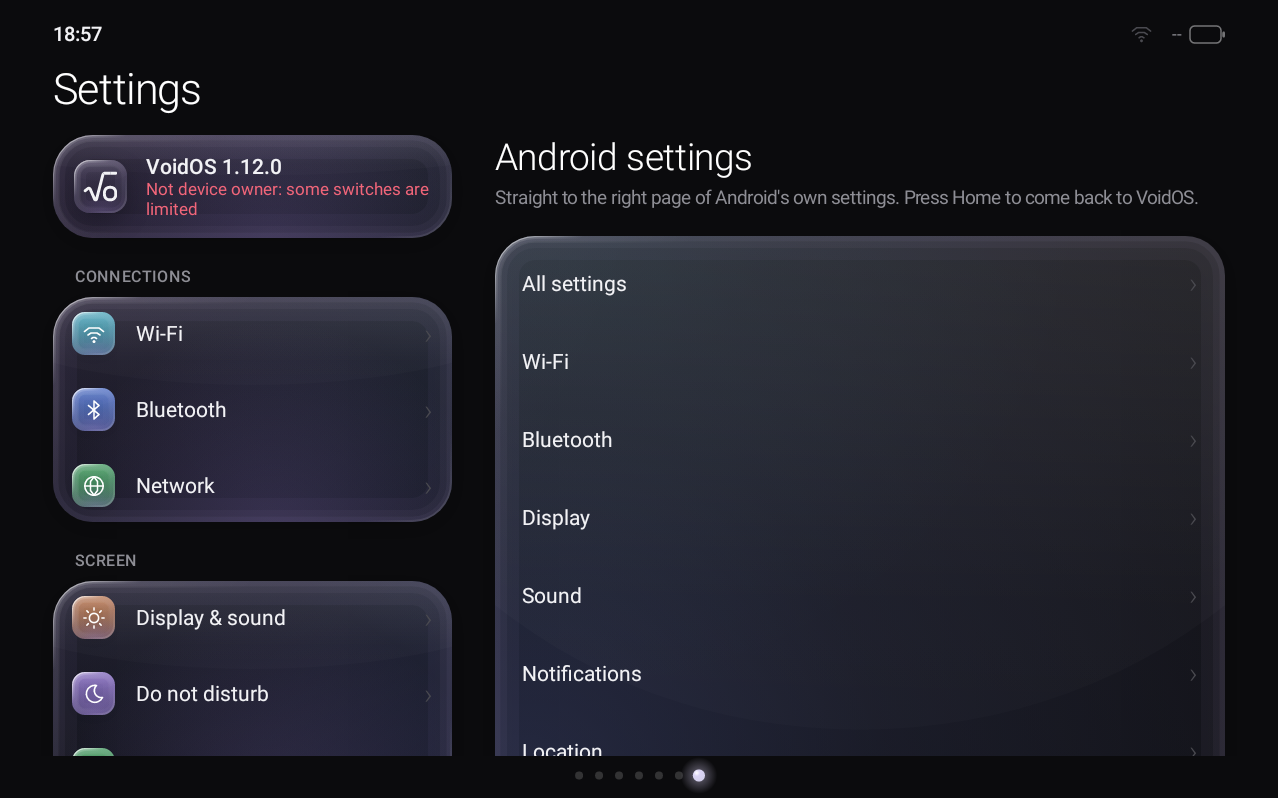 18:57
--
Settings
VoidOS 1.12.0
Not device owner: some switches are
limited
CONNECTIONS
Wi-Fi
Bluetooth
Network
SCREEN
Display & sound
Do not disturb
Android settings
Straight to the right page of Android's own settings. Press Home to come back to VoidOS.
All settings
Wi-Fi
Bluetooth
Display
Sound
Notifications
Location